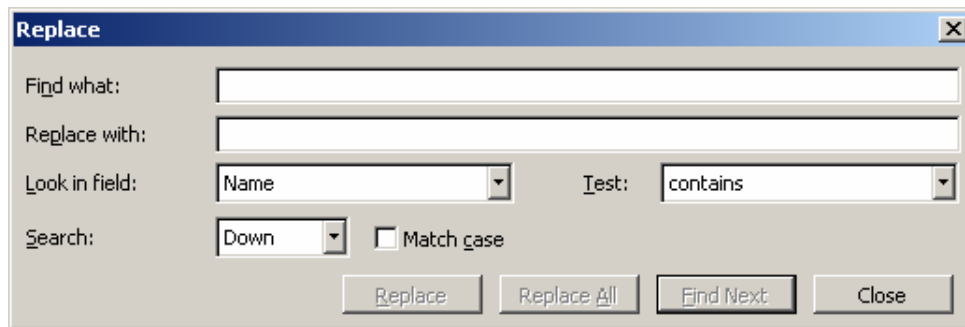 Replace
Find what:
Replace with:
Look in field: Name Test: contains
Search: Down Match case
Replace Replace All Find Next Close